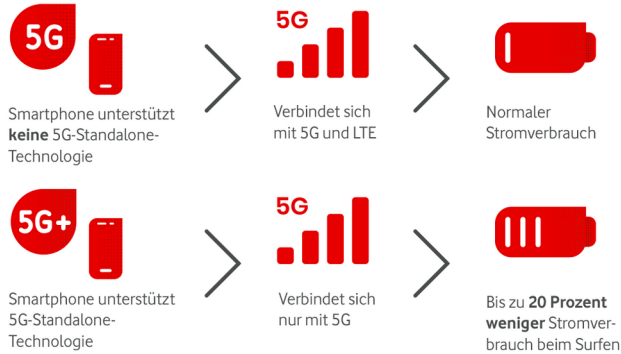 5G
Smartphone unterstützt
keine 5G-Standalone-
Technologie
5G
Verbindet sich
mit 5G und LTE
Normaler
Stromverbrauch
5G+
Smartphone unterstützt
5G-Standalone-
Technologie
5G
Verbindet sich
nur mit 5G
Bis zu 20 Prozent
weniger Stromver-
brauch beim Surfen